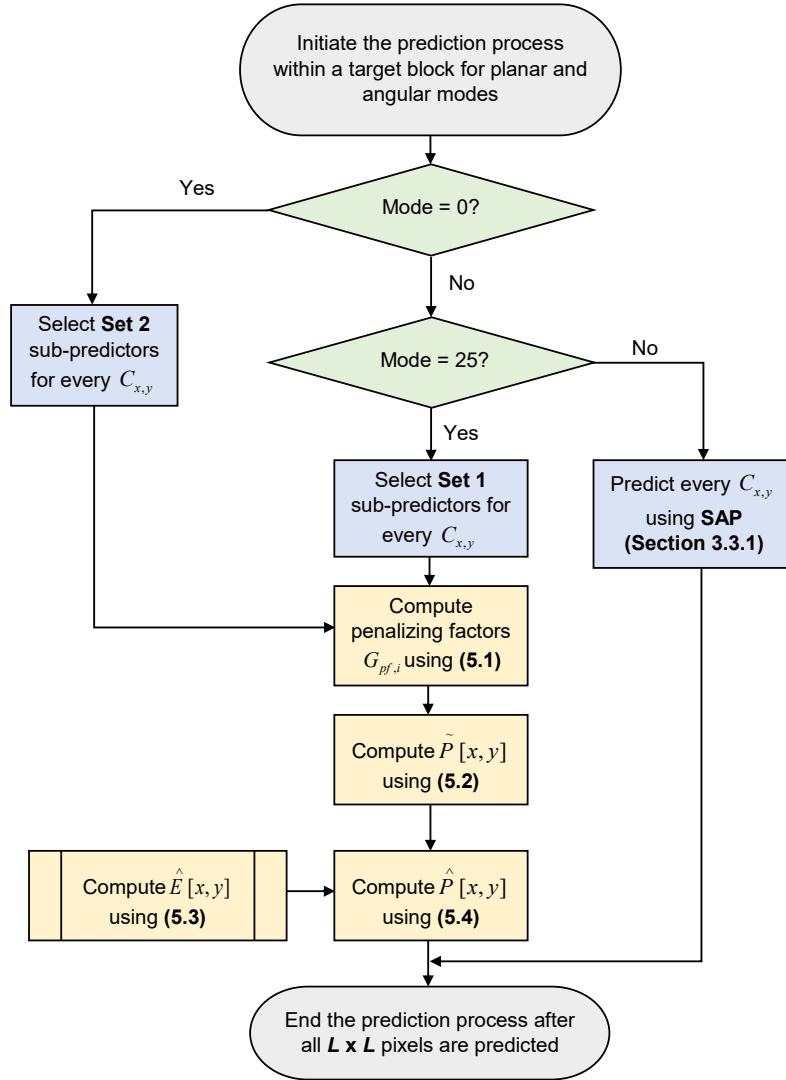 Initiate the prediction process
within a target block for planar and
angular modes
Yes
Mode = 0?
No
Select Set 2
sub-predictors
for every C_{x,y}
Mode = 25?
No
Yes
Select Set 1
sub-predictors for
every C_{x,y}
Predict every C_{x,y}
using SAP
(Section 3.3.1)
Compute
penalizing factors
G_{pf,i} using (5.1)
Compute P̃ [x, y]
using (5.2)
Compute Ê [x, y]
using (5.3)
Compute P̂ [x, y]
using (5.4)
End the prediction process after
all L x L pixels are predicted